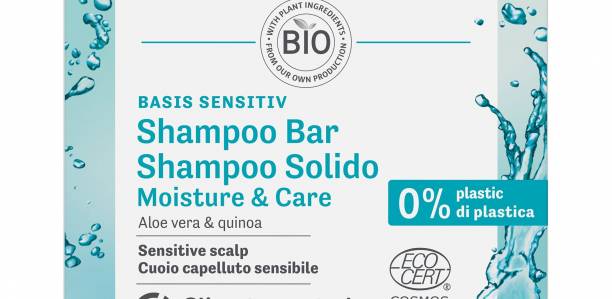 WITH PLANT INGREDIENTS
BIO
FROM OUR OWN PRODUCTION
BASIS SENSITIV
Shampoo Bar
Shampoo Solido
Moisture & Care
Aloe vera & quinoa
0% plastic
di plastica
Sensitive scalp
Cuoio capelluto sensibile
ECO
CERT®
COSMOS